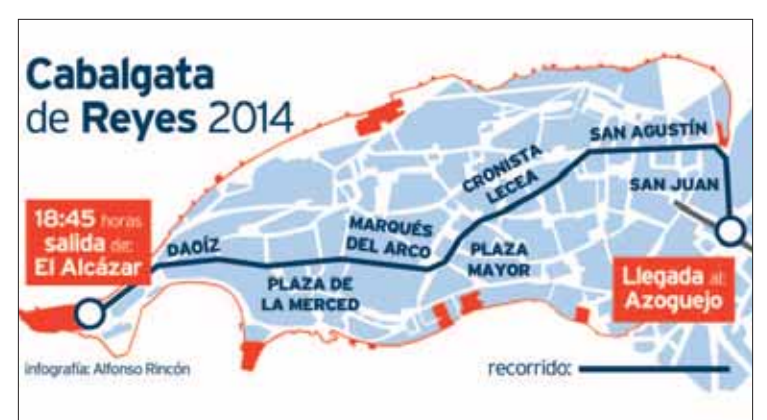 Cabalgata
de Reyes 2014
18:45 horas
salida de:
El Alcázar
DAOÍZ
PLAZA DE
LA MERCED
MARQUÉS
DEL ARCO
PLAZA
MAYOR
CRONISTA
LECEA
SAN AGUSTÍN
SAN JUAN
Llegada al:
Azoguejo
infografía: Alfonso Rincón
recorrido: